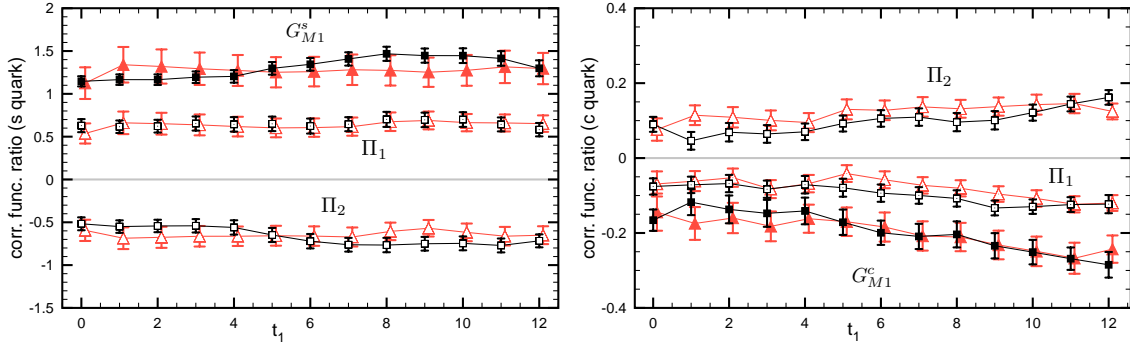 corr. func. ratio (s quark)
2
1.5
1
0.5
0
-0.5
-1
-1.5
G^s_{M1}
Π_1
Π_2
0 2 4 6 8 10 12
t_1
corr. func. ratio (c quark)
0.4
0.2
0
-0.2
-0.4
Π_2
Π_1
G^c_{M1}
0 2 4 6 8 10 12
t_1